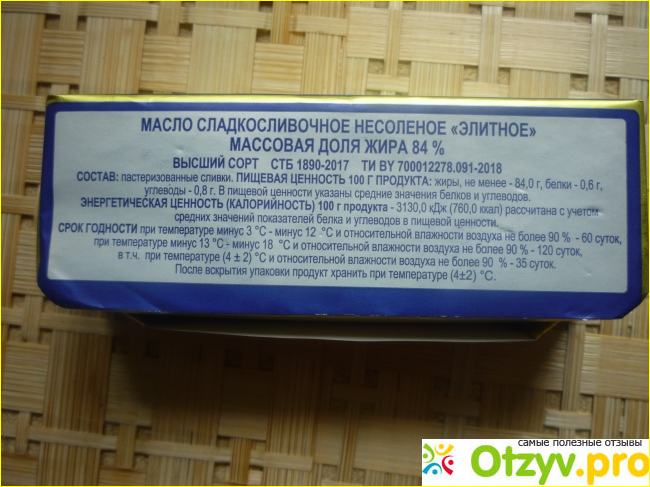 МАСЛО СЛАДКОСЛИВОЧНОЕ НЕСОЛЕНОЕ «ЭЛИТНОЕ»
МАССОВАЯ ДОЛЯ ЖИРА 84 %
ВЫСШИЙ СОРТ СТБ 1890-2017 ТИ BY 700012278.091-2018
СОСТАВ: пастеризованные сливки. ПИЩЕВАЯ ЦЕННОСТЬ 100 Г ПРОДУКТА: жиры, не менее - 84,0 г, белки - 0,6 г,
углеводы - 0,8 г. В пищевой ценности указаны средние значения белков и углеводов.
ЭНЕРГЕТИЧЕСКАЯ ЦЕННОСТЬ (КАЛОРИЙНОСТЬ) 100 г продукта - 3130,0 кДж (760,0 ккал) рассчитана с учетом
средних значений показателей белка и углеводов в пищевой ценности.
СРОК ГОДНОСТИ при температуре минус 3 °С - минус 12 °С и относительной влажности воздуха не более 90 % - 60 суток,
при температуре минус 13 °С - минус 18 °С и относительной влажности воздуха не более 90 % - 120 суток,
в т.ч. при температуре (4 ± 2) °С и относительной влажности воздуха не более 90 % - 35 суток.
После вскрытия упаковки продукт хранить при температуре (4±2) °С.
самые полезные отзывы
Otzyv.pro